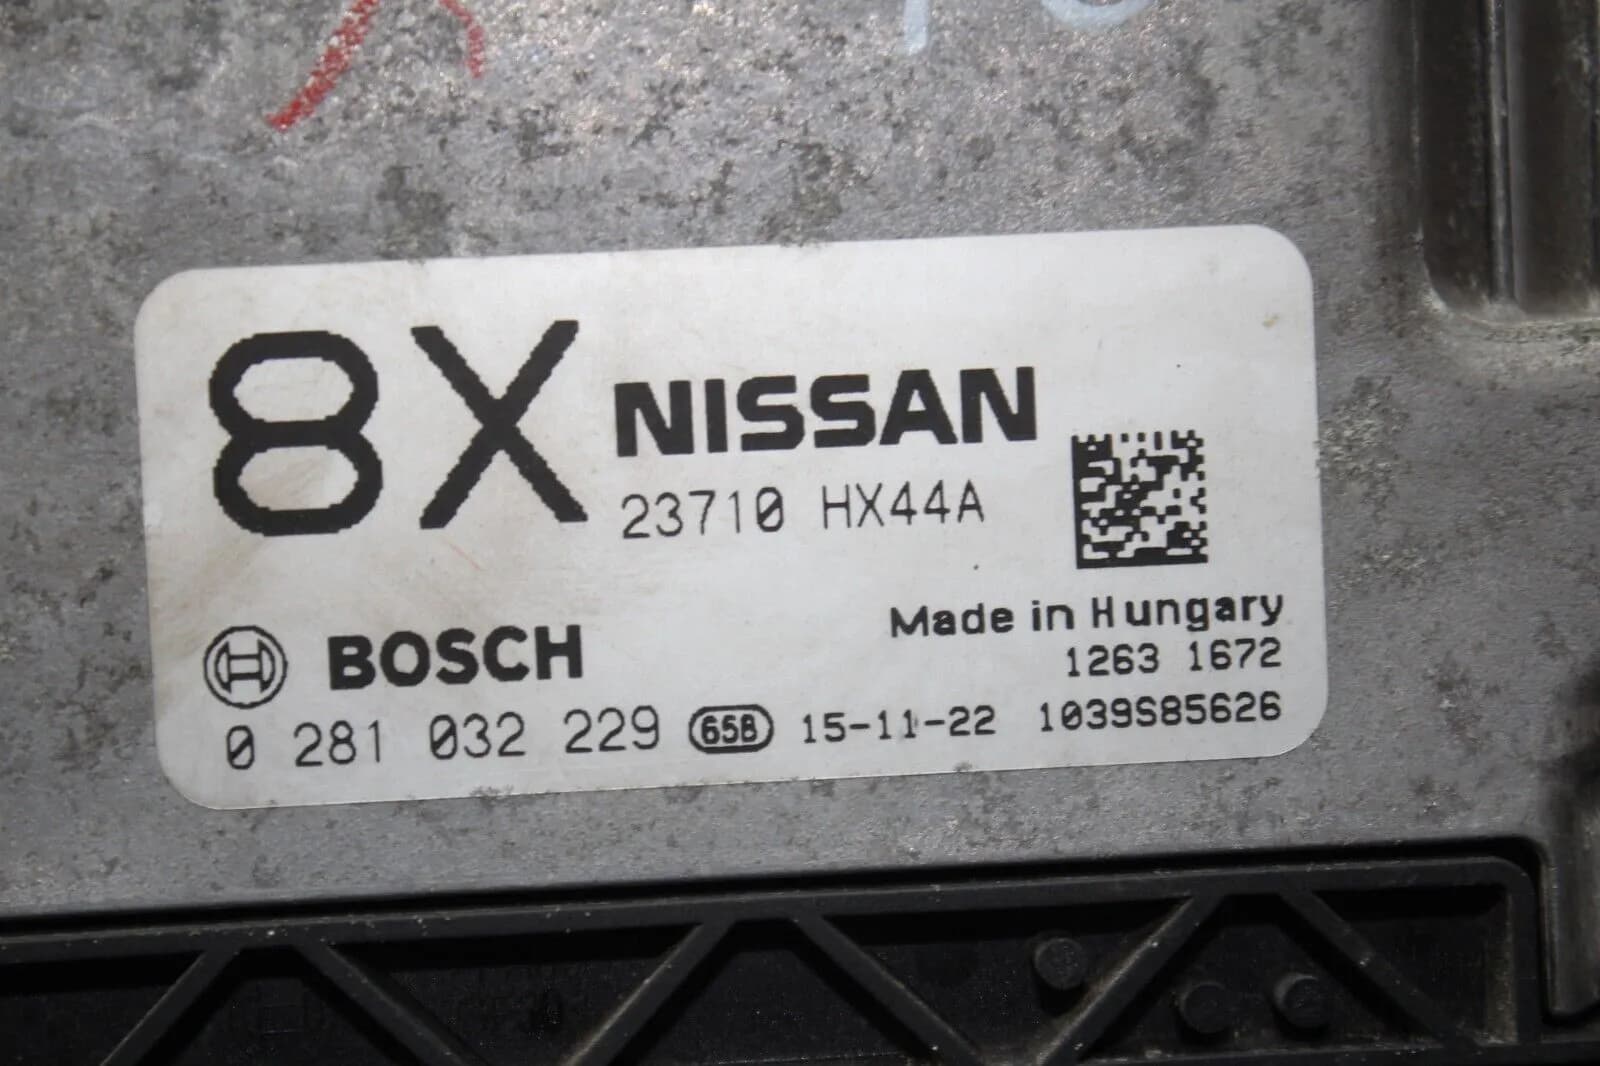 8X NISSAN
23710 HX44A
Made in Hungary
BOSCH
1263 1672
0 281 032 229 65B 15-11-22 1039S85626